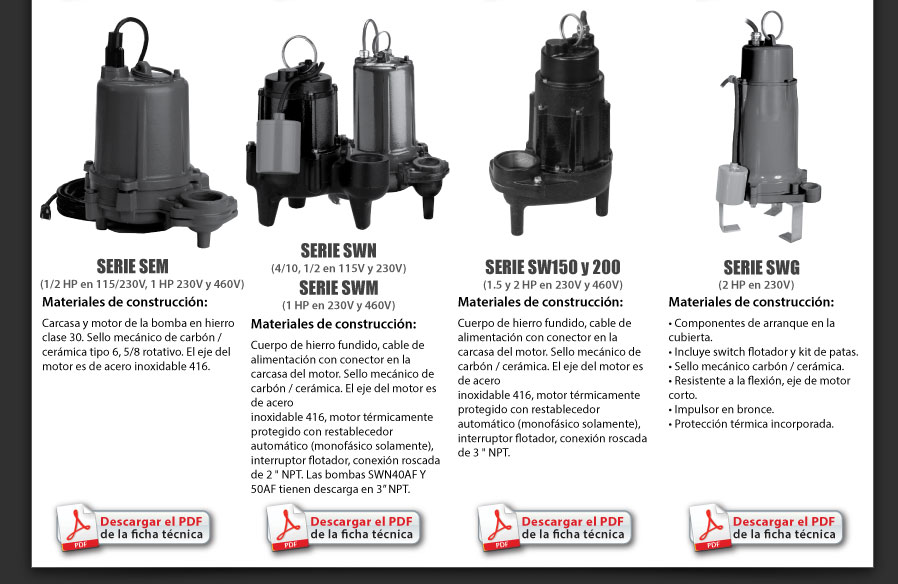 SERIE SEM
(1/2 HP en 115/230V, 1 HP 230V y 460V)
Materiales de construcción:
Carcasa y motor de la bomba en hierro
clase 30. Sello mecánico de carbón /
cerámica tipo 6, 5/8 rotativo. El eje del
motor es de acero inoxidable 416.
PDF
Descargar el PDF
de la ficha técnica
SERIE SWN
(4/10, 1/2 en 115V y 230V)
SERIE SWM
(1 HP en 230V y 460V)
Materiales de construcción:
Cuerpo de hierro fundido, cable de
alimentación con conector en la
carcasa del motor. Sello mecánico de
carbón / cerámica. El eje del motor es
de acero
inoxidable 416, motor térmicamente
protegido con restablecedor
automático (monofásico solamente),
interruptor flotador, conexión roscada
de 2 " NPT. Las bombas SWN40AF Y
50AF tienen descarga en 3” NPT.
PDF
Descargar el PDF
de la ficha técnica
SERIE SW150 y 200
(1.5 y 2 HP en 230V y 460V)
Materiales de construcción:
Cuerpo de hierro fundido, cable de
alimentación con conector en la
carcasa del motor. Sello mecánico de
carbón / cerámica. El eje del motor es
de acero
inoxidable 416, motor térmicamente
protegido con restablecedor
automático (monofásico solamente),
interruptor flotador, conexión roscada
de 3 " NPT.
PDF
Descargar el PDF
de la ficha técnica
SERIE SWG
(2 HP en 230V)
Materiales de construcción:
• Componentes de arranque en la
cubierta.
• Incluye switch flotador y kit de patas.
• Sello mecánico carbón / cerámica.
• Resistente a la flexión, eje de motor
corto.
• Impulsor en bronce.
• Protección térmica incorporada.
PDF
Descargar el PDF
de la ficha técnica